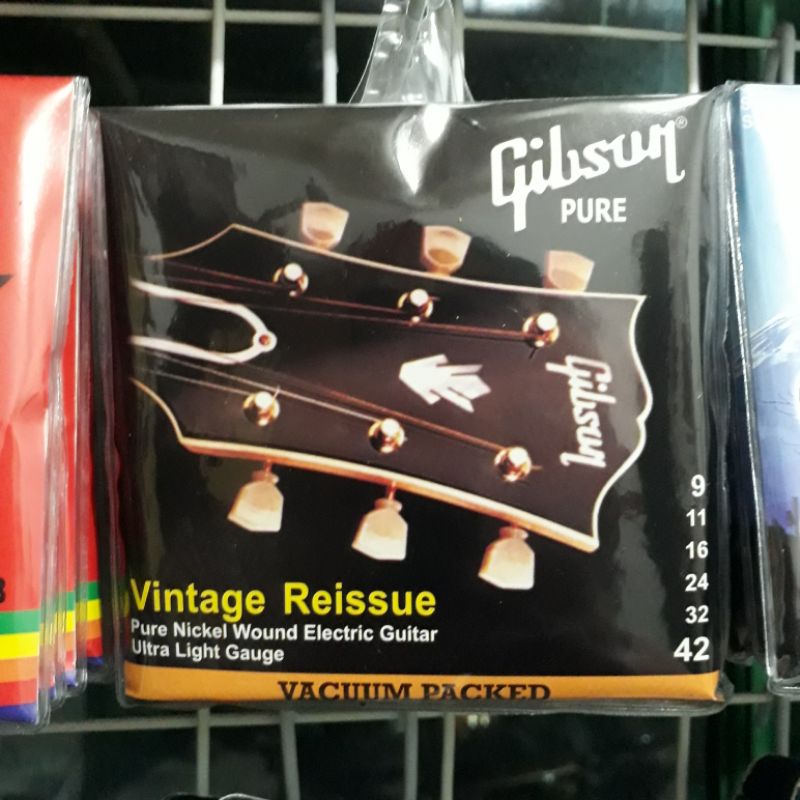 Gibson®
PURE
Gibson
9
11
16
24
32
42
Vintage Reissue
Pure Nickel Wound Electric Guitar
Ultra Light Gauge
VACUUM PACKED